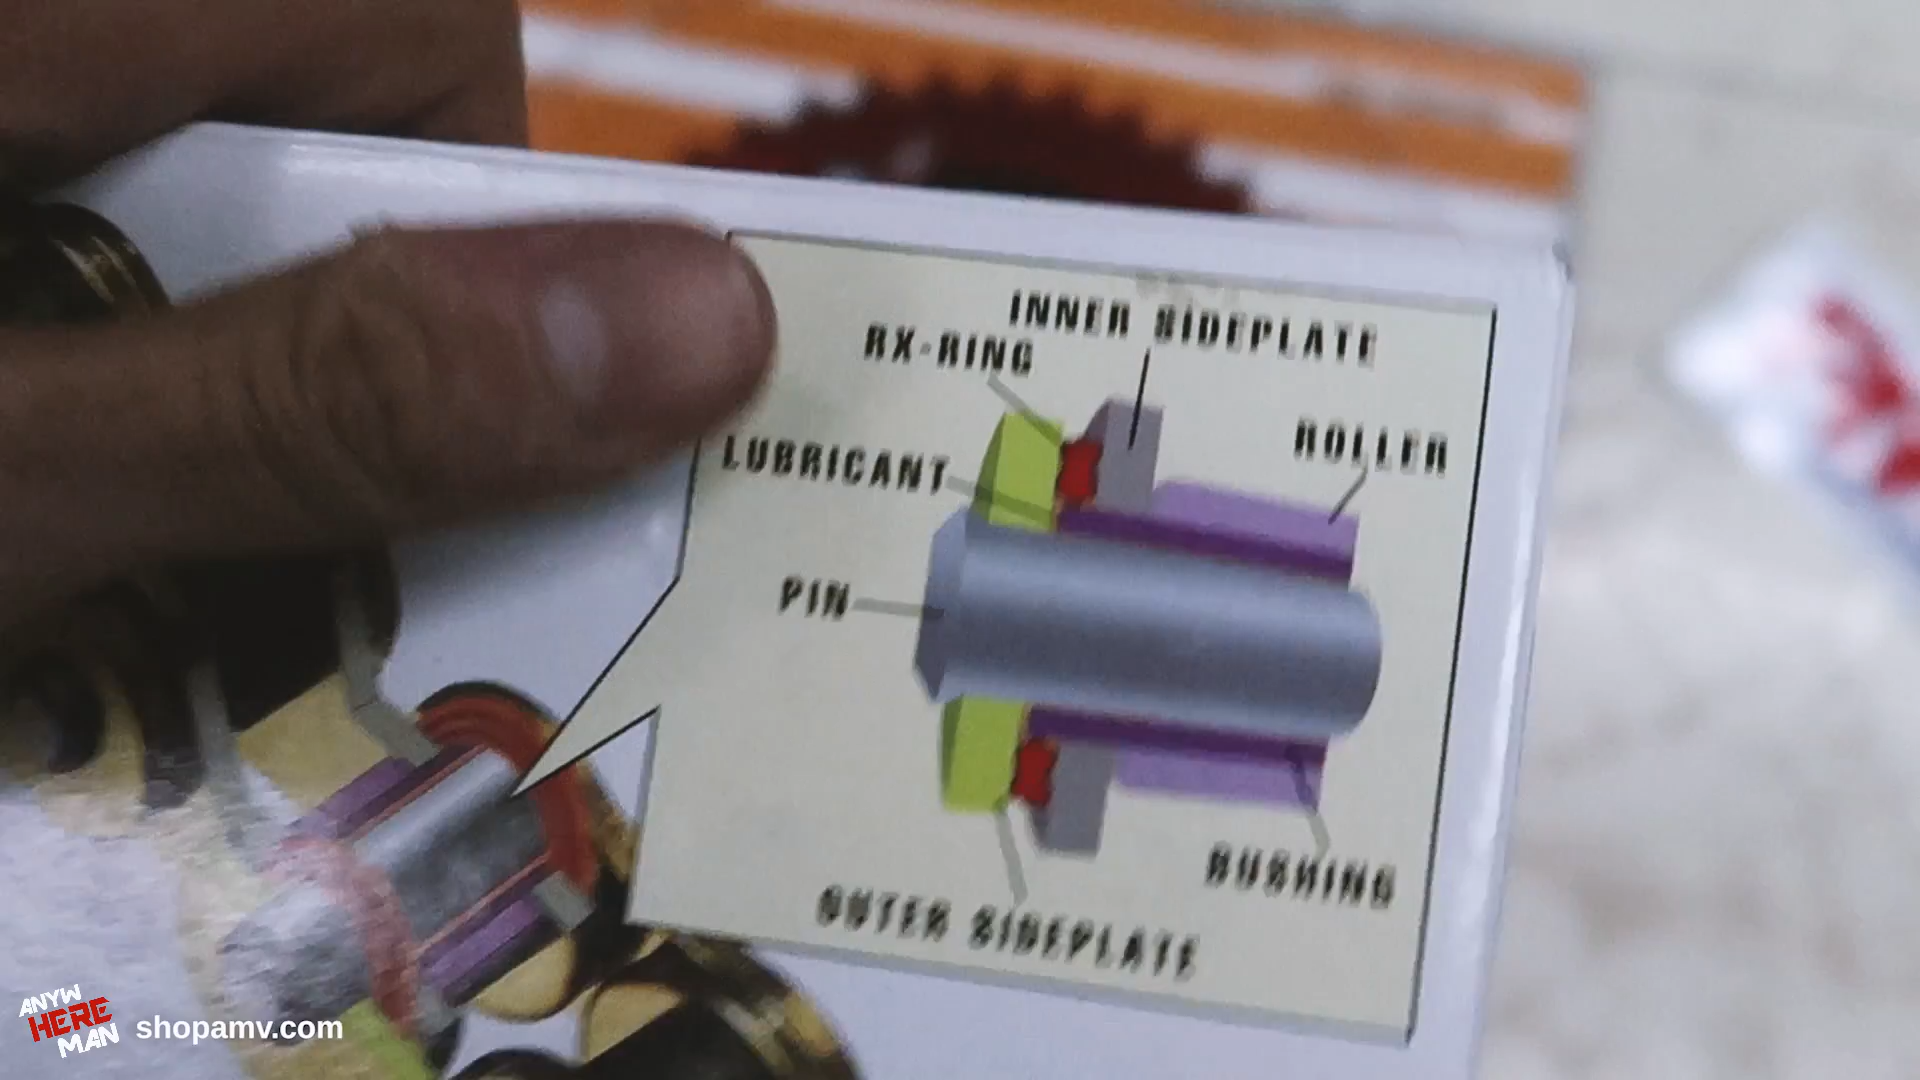 INNER SIDEPLATE
RX-RING
ROLLER
LUBRICANT
PIN
BUSHING
OUTER SIDEPLATE
ANYW
HERE
MAN
shopamv.com